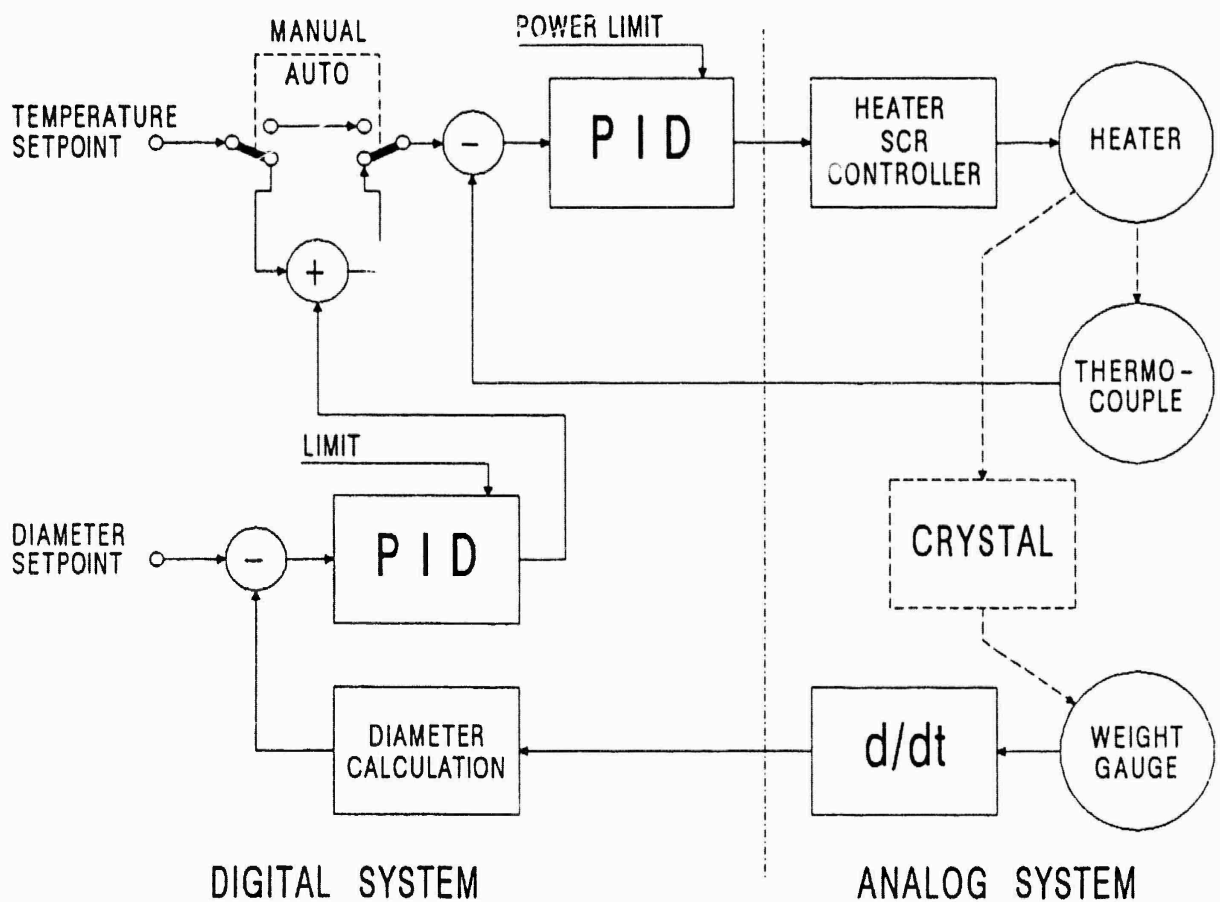 POWER LIMIT
MANUAL
AUTO
TEMPERATURE
SETPOINT
-
PID
HEATER
SCR
CONTROLLER
HEATER
+
THERMO-
COUPLE
LIMIT
DIAMETER
SETPOINT
-
PID
CRYSTAL
DIAMETER
CALCULATION
d/dt
WEIGHT
GAUGE
DIGITAL SYSTEM
ANALOG SYSTEM